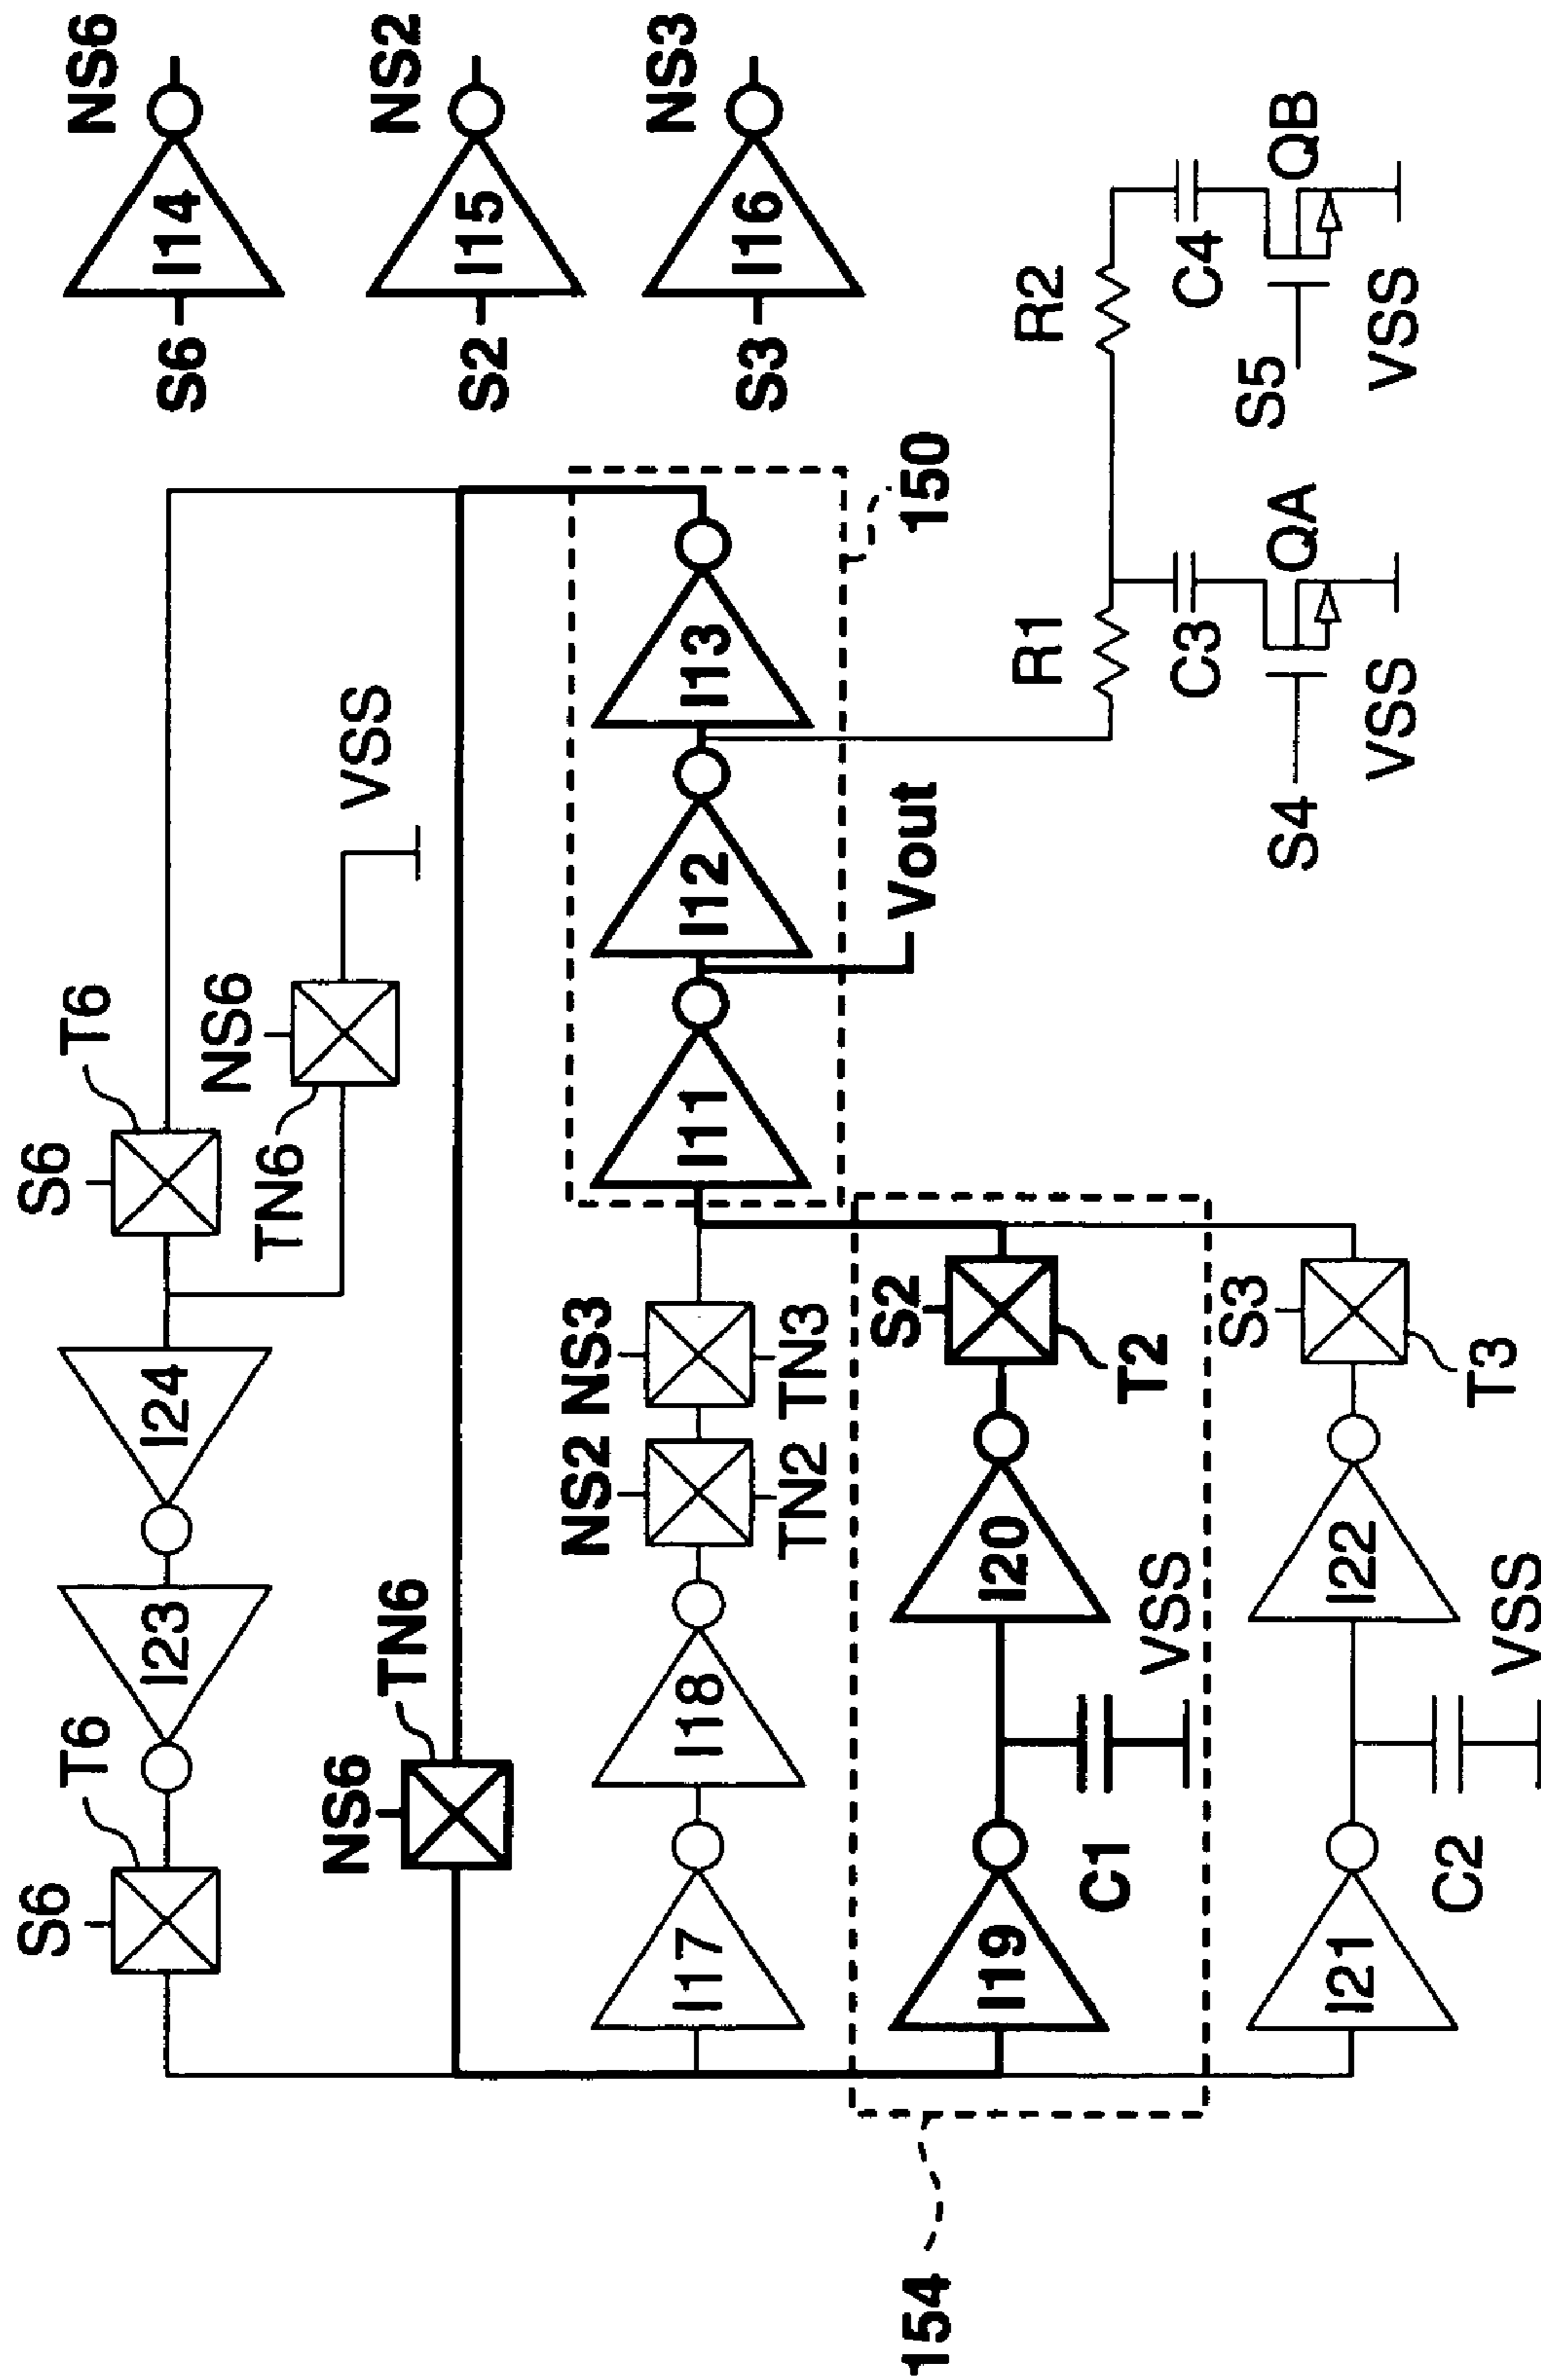 S6
T6
I23
I24
S6
T6
TN6
NS6
VSS
NS6
TN6
S6
I14
NS6
S2
I15
NS2
S3
I16
NS3
I17
I18
NS2
NS3
TN2
TN3
I11
I12
I13
Vout
150
154
I19
C1
VSS
I20
S2
T2
I21
C2
VSS
I22
S3
T3
R1
R2
C3
C4
S4
QA
VSS
S5
QB
VSS